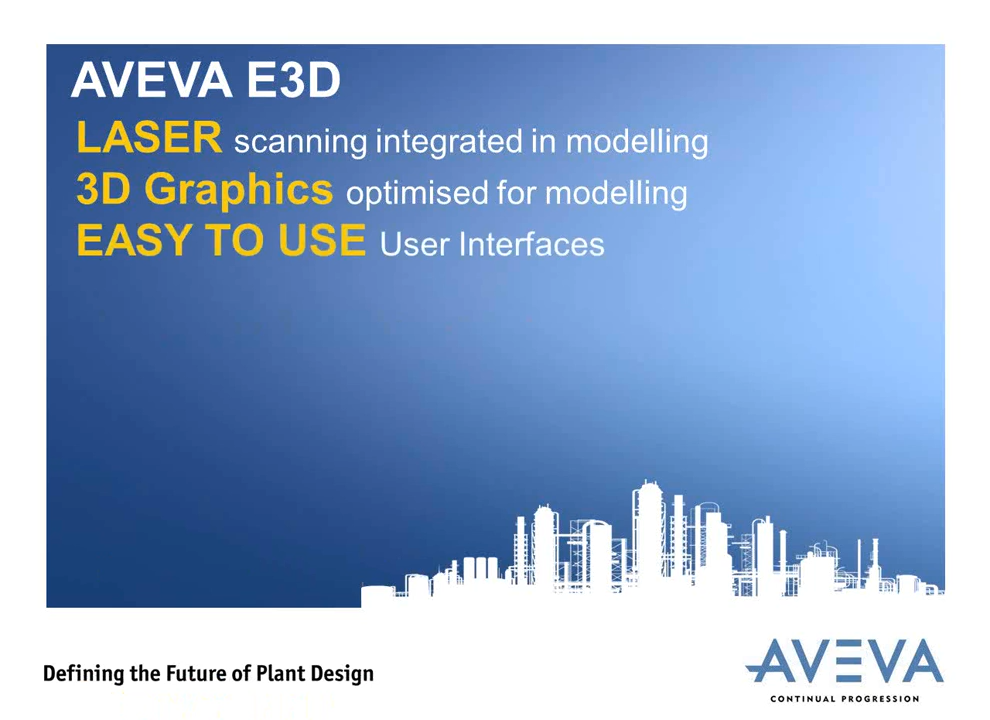 AVEVA E3D
LASER scanning integrated in modelling
3D Graphics optimised for modelling
EASY TO USE User Interfaces
Defining the Future of Plant Design
AVEVA
CONTINUAL PROGRESSION